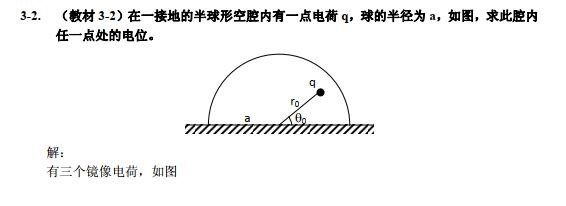 3-2. （教材 3-2）在一接地的半球形空腔内有一点电荷 q，球的半径为 a，如图，求此腔内
任一点处的电位。
q
r₀
a
θ₀
解：
有三个镜像电荷，如图